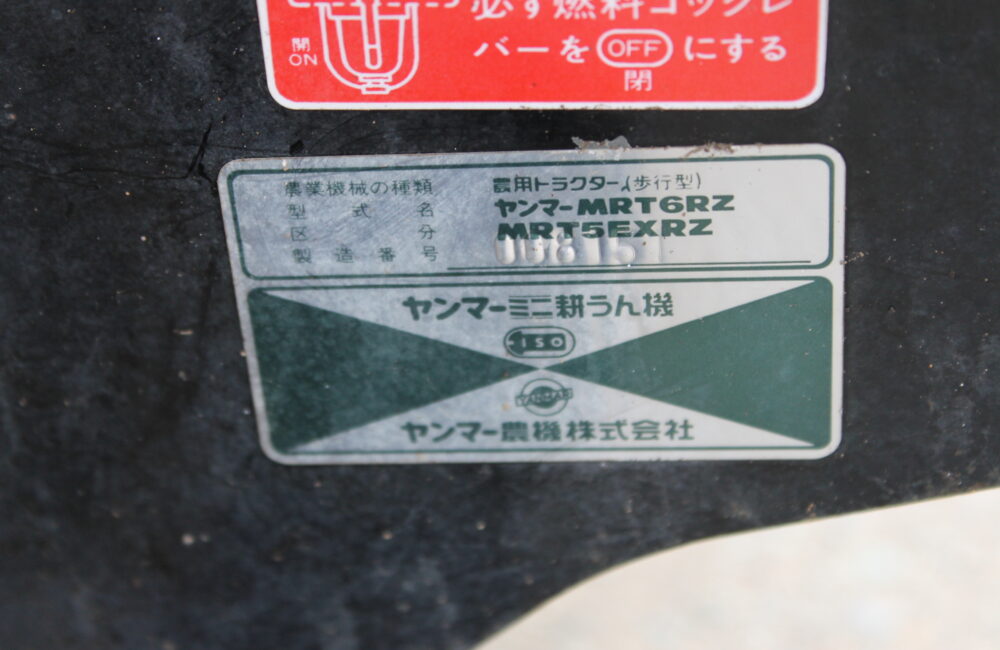 必ず燃料コックレ
開
ON
バーを OFF にする
閉
農業機械の種類 農用トラクター(歩行型)
型式名 ヤンマーMRT6RZ
区分 MRT5EXRZ
製造番号
ヤンマーミニ耕うん機
ISO
YANMAR
ヤンマー農機株式会社